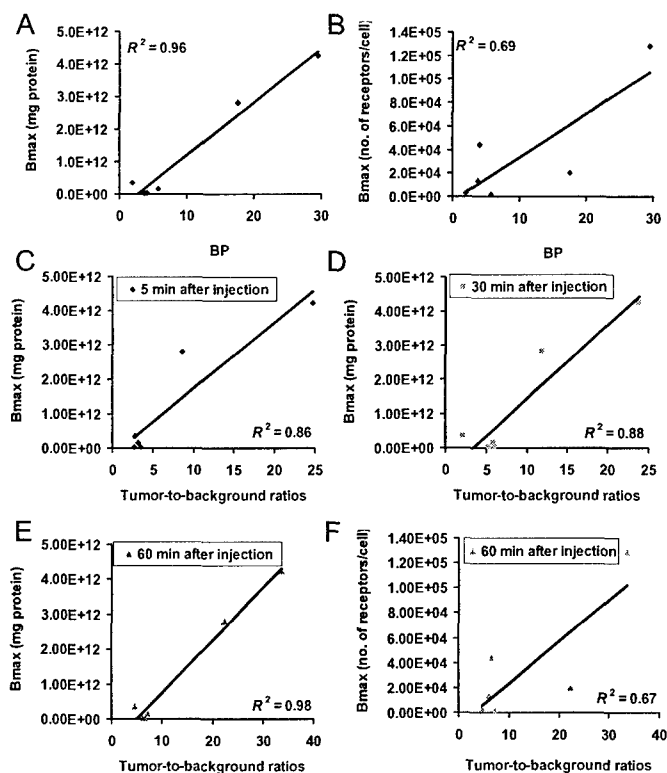 A
Bmax (mg protein)
5.0E+12
4.0E+12
3.0E+12
2.0E+12
1.0E+12
0.0E+00
R² = 0.96
0 10 20 30
BP
B
Bmax (no. of receptors/cell)
1.4E+05
1.2E+05
1.0E+05
8.0E+04
6.0E+04
4.0E+04
2.0E+04
0.0E+00
R² = 0.69
0 10 20 30
BP
C
Bmax (mg protein)
5.00E+12
4.00E+12
3.00E+12
2.00E+12
1.00E+12
0.00E+00
5 min after injection
R² = 0.86
0 5 10 15 20 25
Tumor-to-background ratios
D
Bmax (mg protein)
5.00E+12
4.00E+12
3.00E+12
2.00E+12
1.00E+12
0.00E+00
30 min after injection
R² = 0.88
0 5 10 15 20 25
Tumor-to-background ratios
E
Bmax (mg protein)
5.00E+12
4.00E+12
3.00E+12
2.00E+12
1.00E+12
0.00E+00
60 min after injection
R² = 0.98
0 10 20 30 40
Tumor-to-background ratios
F
Bmax (no. of receptors/cell)
1.40E+05
1.20E+05
1.00E+05
8.00E+04
6.00E+04
4.00E+04
2.00E+04
0.00E+00
60 min after injection
R² = 0.67
0 10 20 30 40
Tumor-to-background ratios